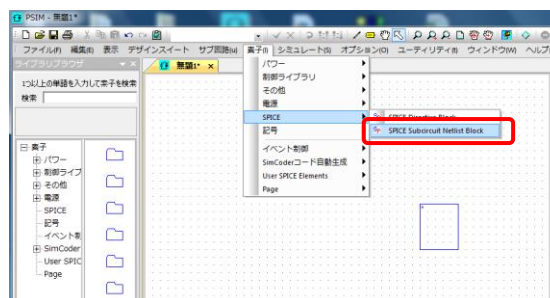 PSIM - 無題1*
ファイル(F) 編集(E) 表示 デザインスイート サブ回路(u) 素子(l) シミュレート(S) オプション(O) ユーティリティ(t) ウィンドウ(W) ヘルプ(
ライブラリブラウザ
無題1*
1つ以上の単語を入力して素子を検索
検索
素子
パワー
制御ライブ
その他
電源
SPICE
記号
イベント制
SimCoder
User SPIC
Page
パワー
制御ライブラリ
その他
電源
SPICE
記号
イベント制御
SimCoderコード自動生成
User SPICE Elements
Page
SPICE Directive Block
SPICE Subcircuit Netlist Block